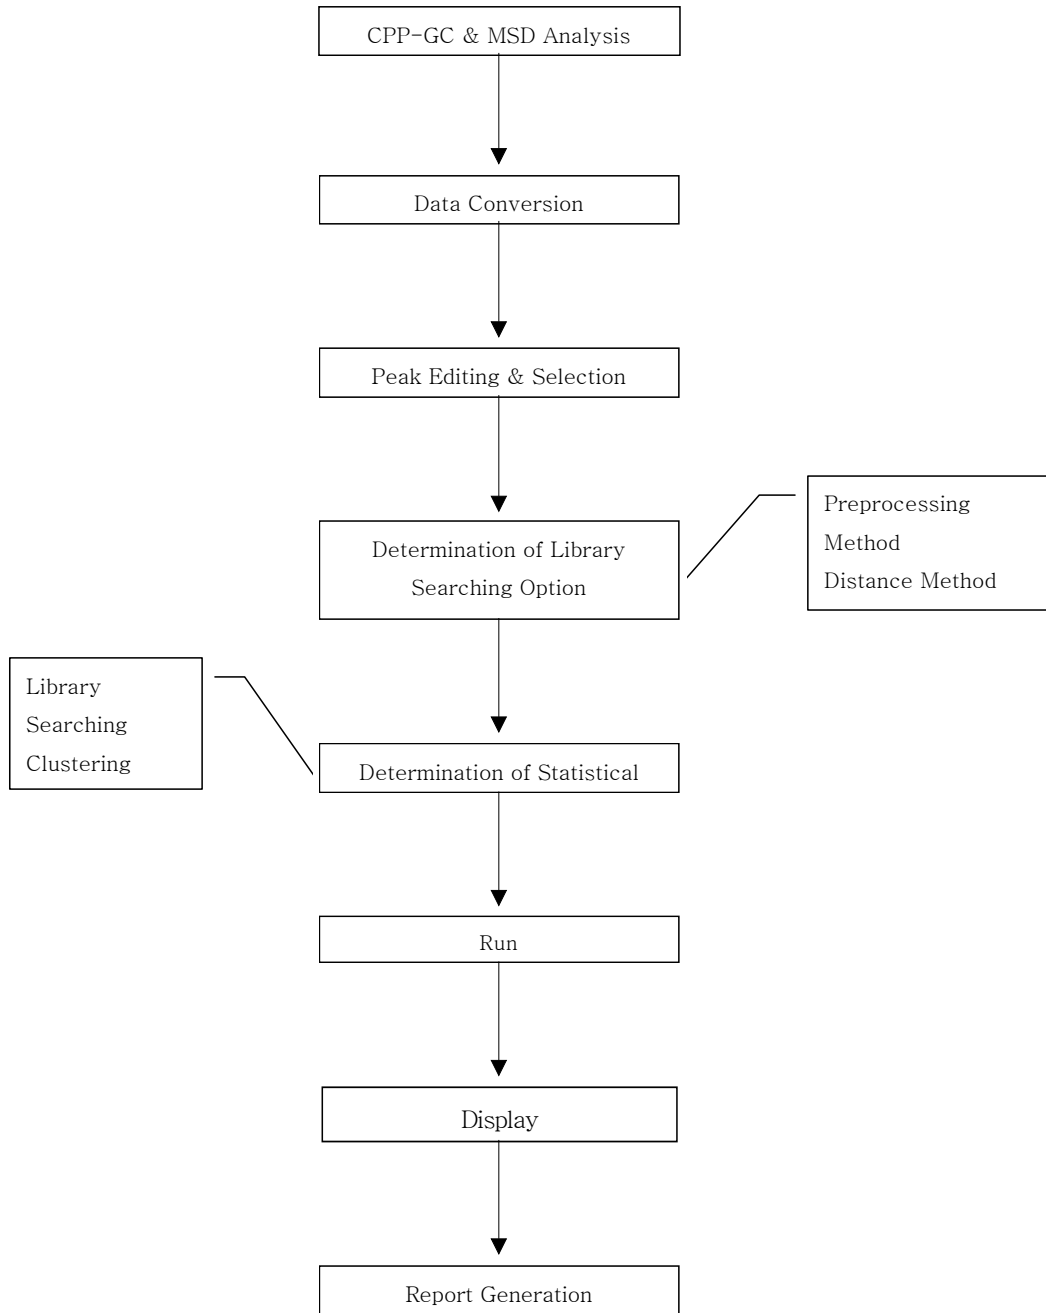 CPP-GC & MSD Analysis
Data Conversion
Peak Editing & Selection
Determination of Library
Searching Option
Preprocessing
Method
Distance Method
Library
Searching
Clustering
Determination of Statistical
Run
Display
Report Generation